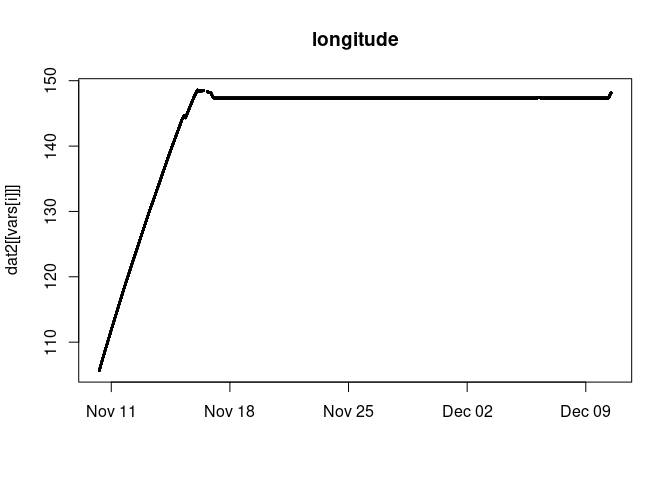 longitude
dat2[[vars[i]]]
150
140
130
120
110
Nov 11
Nov 18
Nov 25
Dec 02
Dec 09